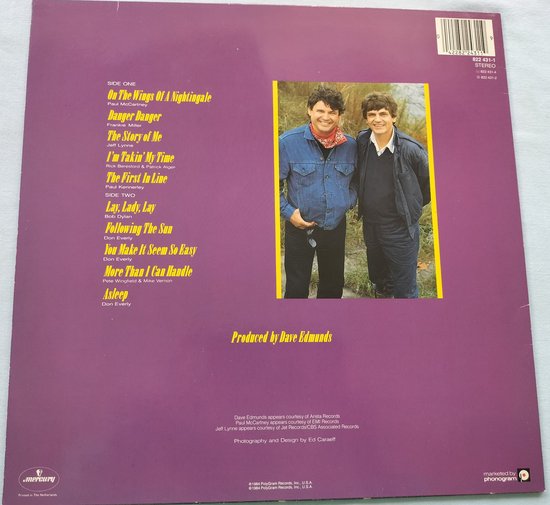 822 431-1
STEREO
822 431-4
822 431-2
SIDE ONE
On The Wings Of A Nightingale
Paul McCartney
Danger Danger
Frankie Miller
The Story of Me
Jeff Lynne
I'm Takin' My Time
Rick Beresford & Patrick Alger
The First In Line
Paul Kennerley
SIDE TWO
Lay, Lady, Lay
Bob Dylan
Following The Sun
Don Everly
You Make It Seem So Easy
Don Everly
More Than I Can Handle
Pete Wingfield & Mike Vernon
Asleep
Don Everly
Produced by Dave Edmunds
Dave Edmunds appears courtesy of Arista Records
Paul McCartney appears courtesy of EMI Records
Jeff Lynne appears courtesy of Jet Records/CBS Associated Records
Photography and Design by Ed Caraeff
mercury
Printed in The Netherlands
℗1984 PolyGram Records, Inc., U.S.A.
©1984 PolyGram Records, Inc., U.S.A.
marketed by
phonogram